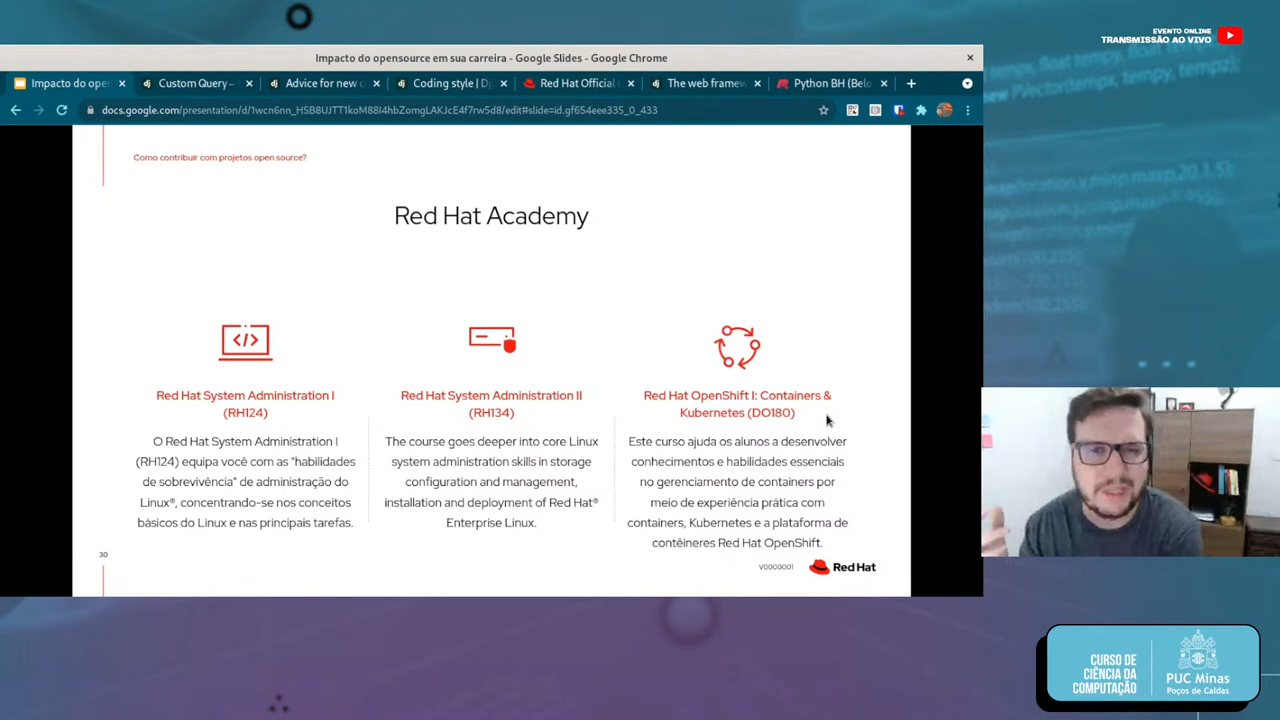 EVENTO ONLINE
TRANSMISSÃO AO VIVO
Impacto do opensource em sua carreira - Google Slides - Google Chrome
Impacto do oper
Custom Query –
Advice for new c
Coding style | D
Red Hat Official
The web framew
Python BH (Belo
docs.google.com/presentation/d/1wcn6nn_HSB8UJTT1koM88I4hbZomgLAKJcE4f7rw5d8/edit#slide=id.gf654eee335_0_433
Como contribuir com projetos open source?
Red Hat Academy
Red Hat System Administration I
(RH124)
O Red Hat System Administration I
(RH124) equipa você com as "habilidades
de sobrevivência" de administração do
Linux®, concentrando-se nos conceitos
básicos do Linux e nas principais tarefas.
Red Hat System Administration II
(RH134)
The course goes deeper into core Linux
system administration skills in storage
configuration and management,
installation and deployment of Red Hat®
Enterprise Linux.
Red Hat OpenShift I: Containers &
Kubernetes (DO180)
Este curso ajuda os alunos a desenvolver
conhecimentos e habilidades essenciais
no gerenciamento de containers por
meio de experiência prática com
containers, Kubernetes e a plataforma de
contêineres Red Hat OpenShift.
30
V0000001
Red Hat
CURSO DE
CIÊNCIA DA
COMPUTAÇÃO
PUC Minas
Poços de Caldas